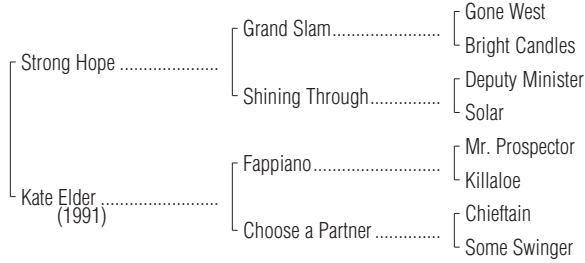 Gone West
Grand Slam..................
Bright Candles
Strong Hope ....................
Deputy Minister
Shining Through...............
Solar
Mr. Prospector
Fappiano..........................
Killaloe
Kate Elder ........................
(1991)
Chieftain
Choose a Partner ..............
Some Swinger